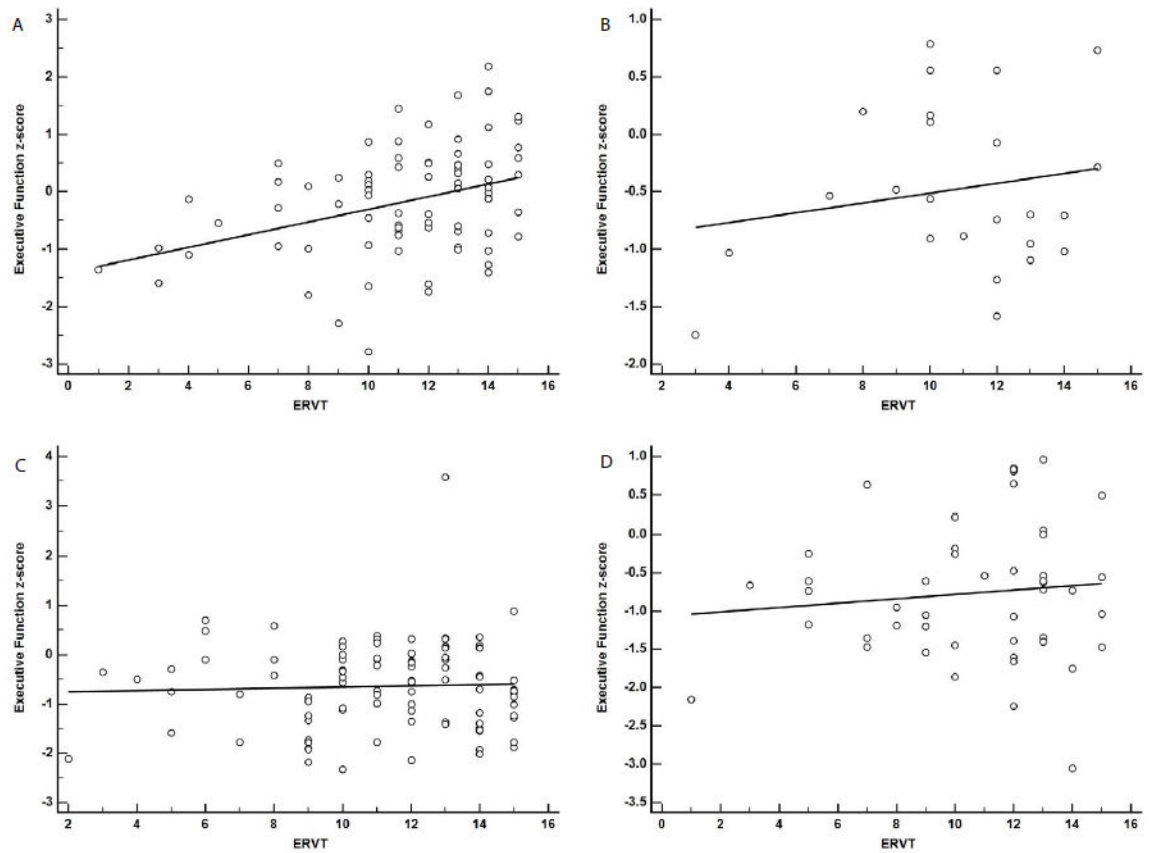 A
3
2
1
0
-1
-2
-3
Executive Function z-score
0 2 4 6 8 10 12 14 16
ERVT
B
1.0
0.5
0.0
-0.5
-1.0
-1.5
-2.0
Executive Function z-score
2 4 6 8 10 12 14 16
ERVT
C
4
3
2
1
0
-1
-2
-3
Executive Function z-score
2 4 6 8 10 12 14 16
ERVT
D
1.0
0.5
0.0
-0.5
-1.0
-1.5
-2.0
-2.5
-3.0
-3.5
Executive Function z-score
0 2 4 6 8 10 12 14 16
ERVT